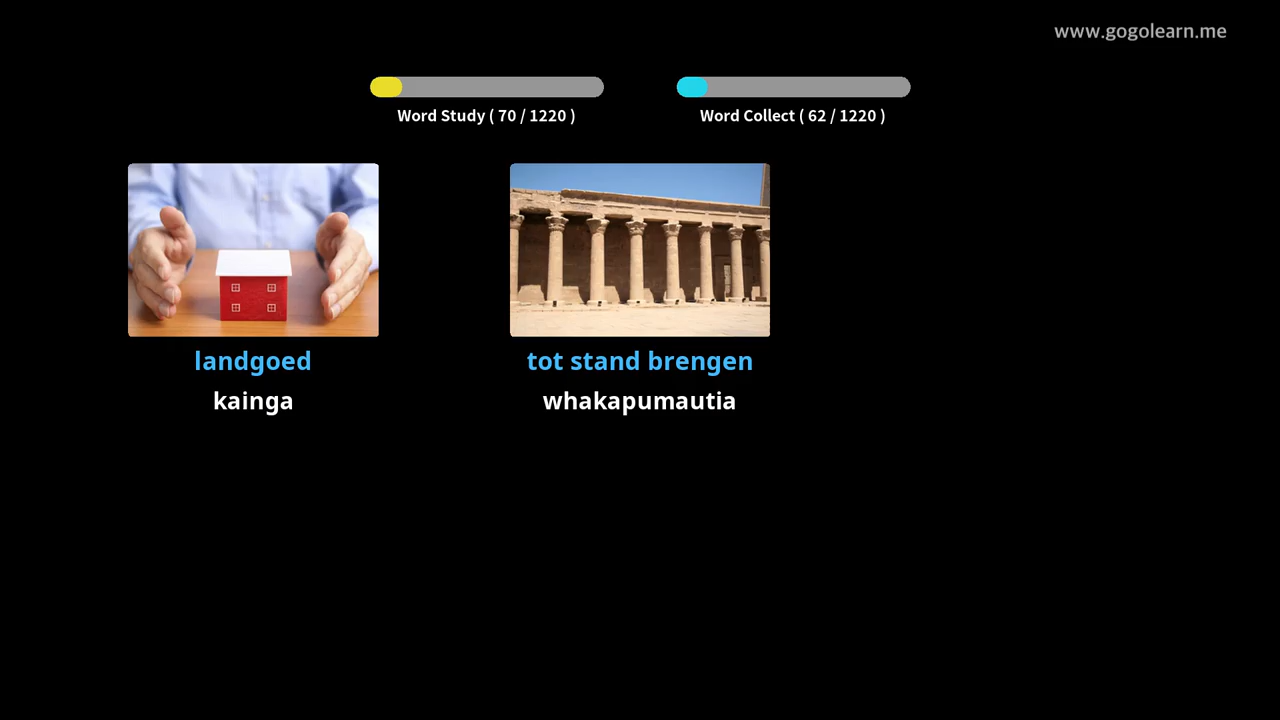 www.gogolearn.me
Word Study ( 70 / 1220 )
Word Collect ( 62 / 1220 )
landgoed
kainga
tot stand brengen
whakapumautia